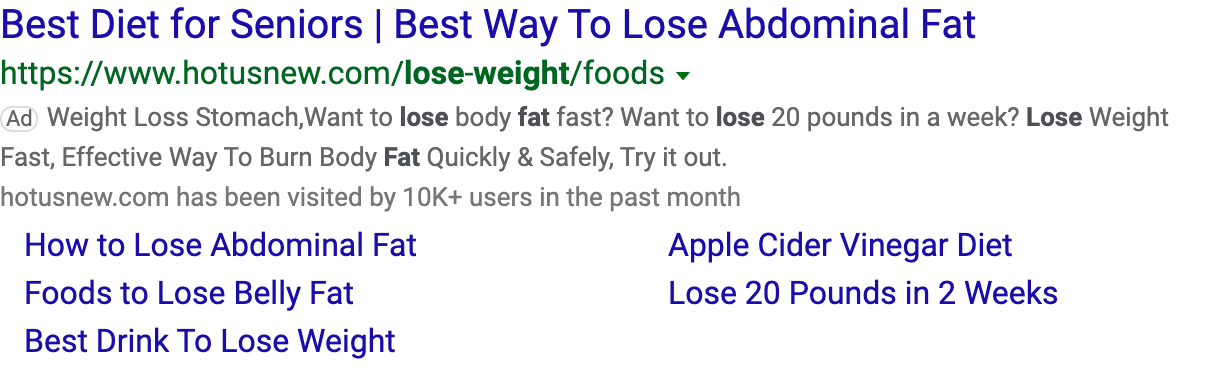 Best Diet for Seniors | Best Way To Lose Abdominal Fat
https://www.hotusnew.com/lose-weight/foods
Ad Weight Loss Stomach,Want to lose body fat fast? Want to lose 20 pounds in a week? Lose Weight
Fast, Effective Way To Burn Body Fat Quickly & Safely, Try it out.
hotusnew.com has been visited by 10K+ users in the past month
How to Lose Abdominal Fat
Apple Cider Vinegar Diet
Foods to Lose Belly Fat
Lose 20 Pounds in 2 Weeks
Best Drink To Lose Weight